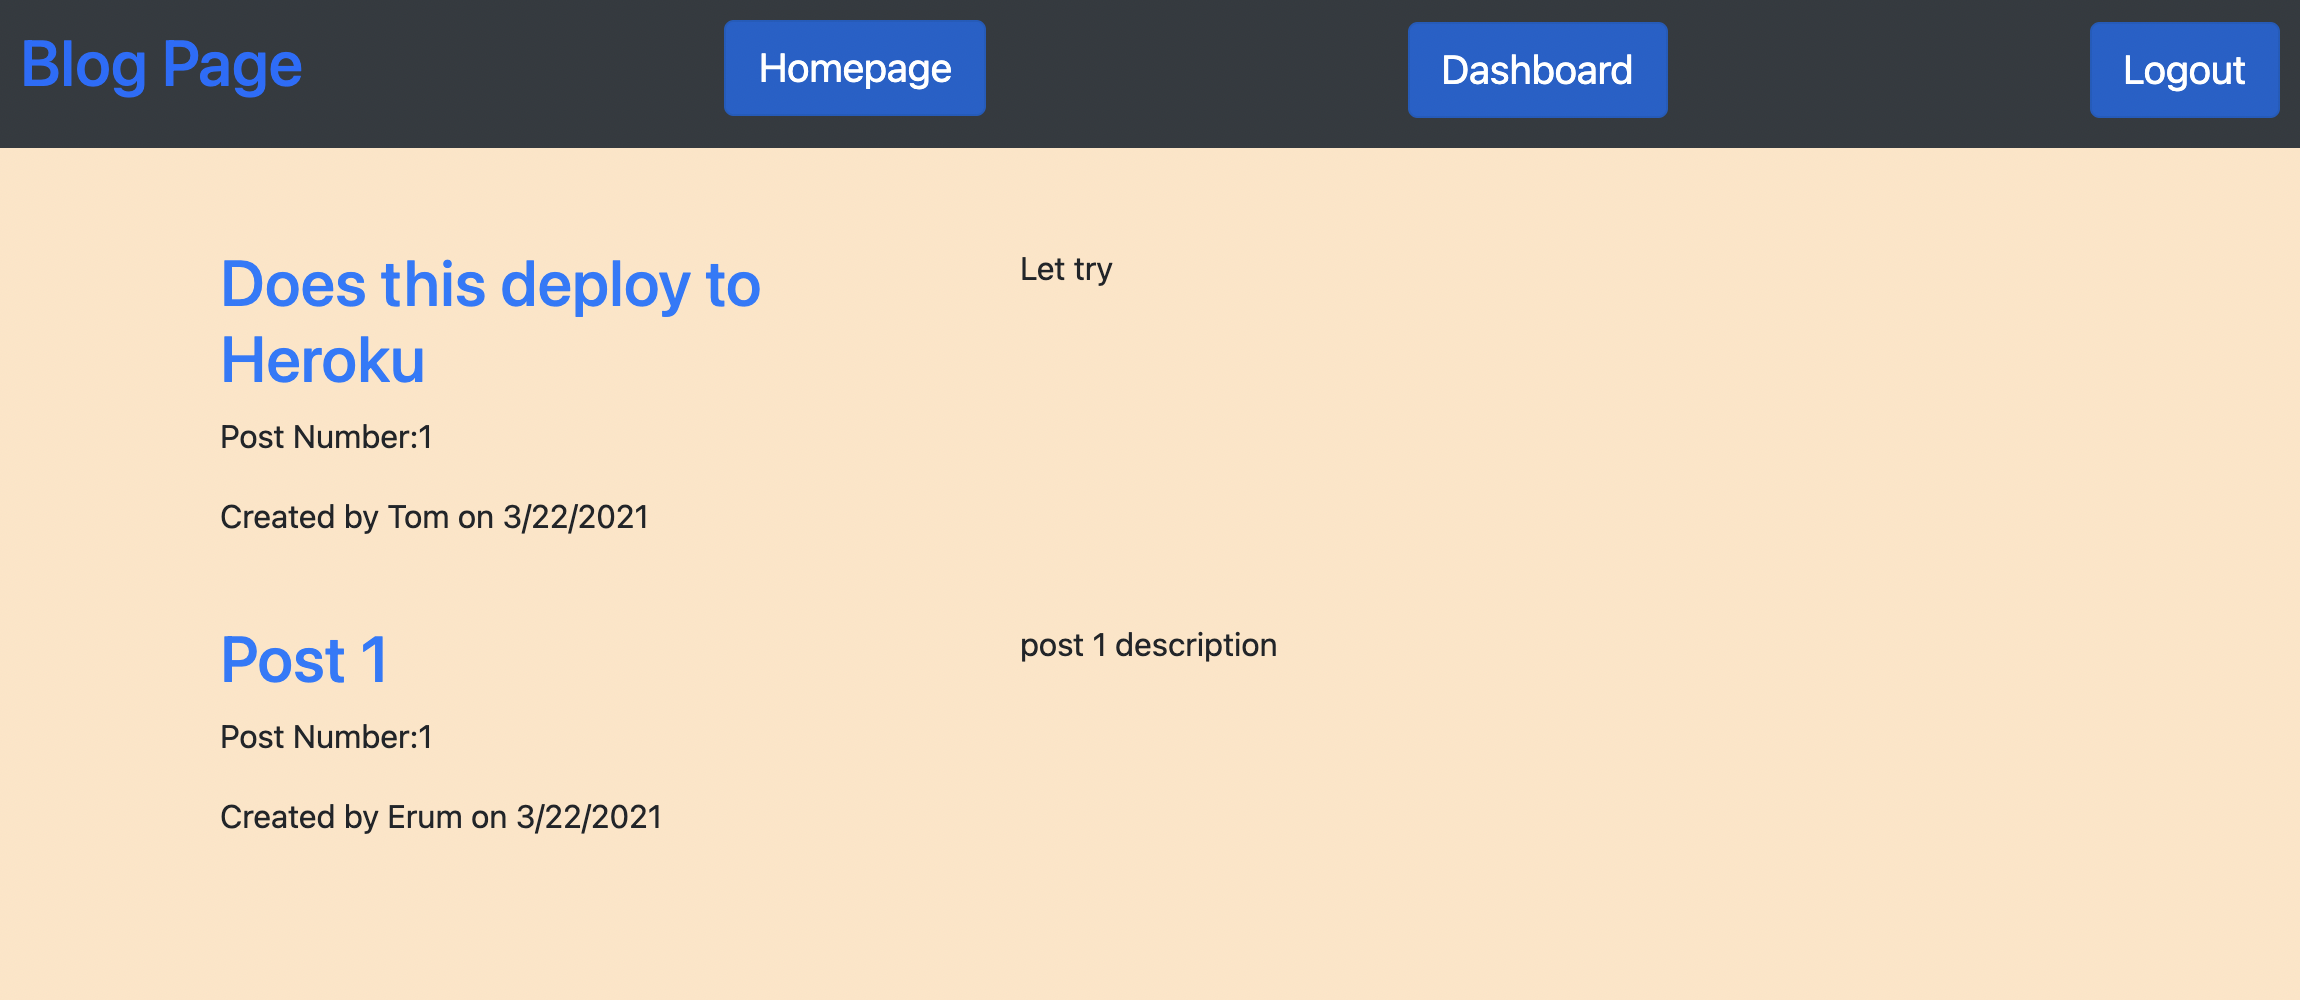 Blog Page
Homepage
Dashboard
Logout
Does this deploy to
Heroku
Let try
Post Number:1
Created by Tom on 3/22/2021
Post 1
post 1 description
Post Number:1
Created by Erum on 3/22/2021